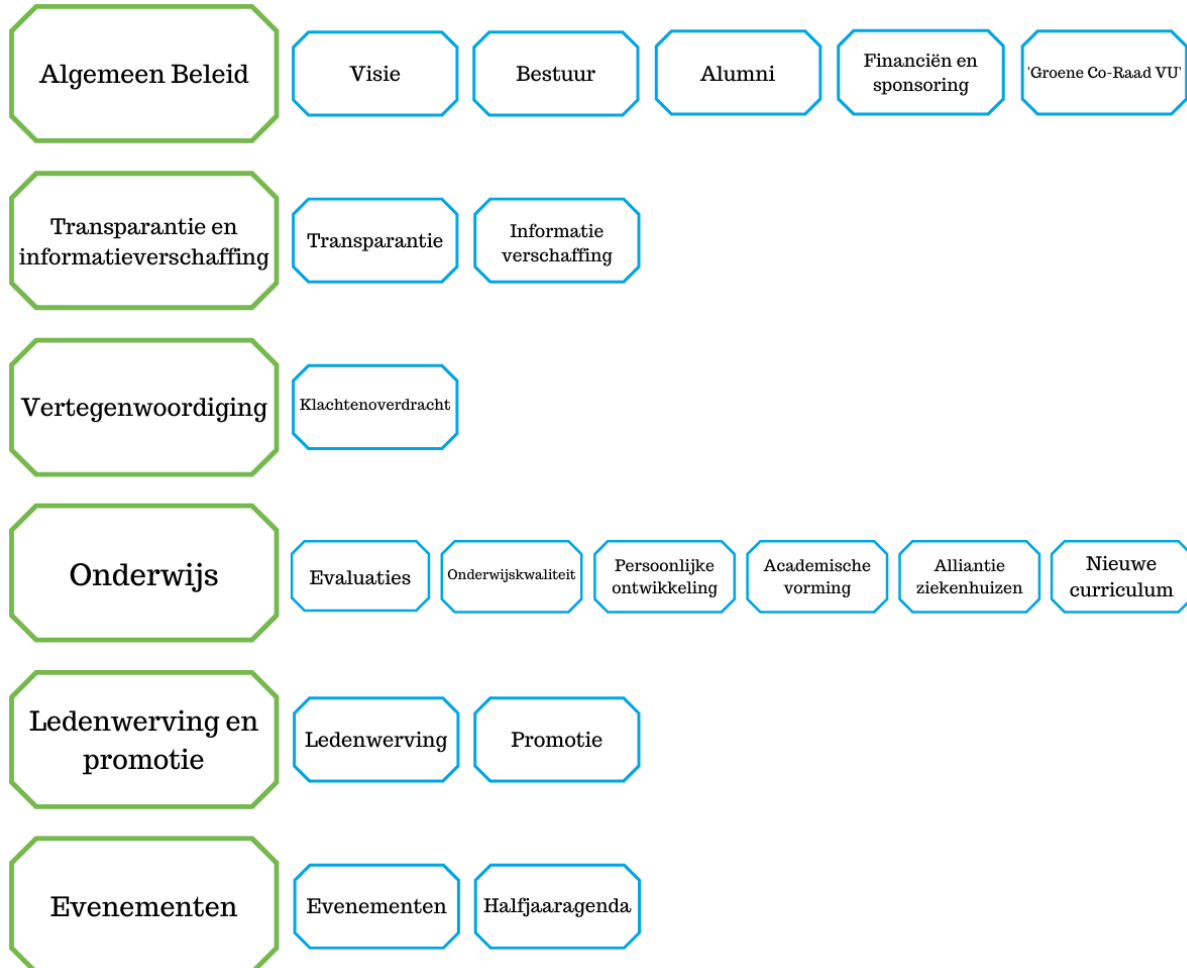 Algemeen Beleid
Visie
Bestuur
Alumni
Financiën en
sponsoring
'Groene Co-Raad VU'
Transparantie en
informatieverschaffing
Transparantie
Informatie
verschaffing
Vertegenwoordiging
Klachtenoverdracht
Onderwijs
Evaluaties
Onderwijskwaliteit
Persoonlijke
ontwikkeling
Academische
vorming
Alliantie
ziekenhuizen
Nieuwe
curriculum
Ledenwerving en
promotie
Ledenwerving
Promotie
Evenementen
Evenementen
Halfjaaragenda